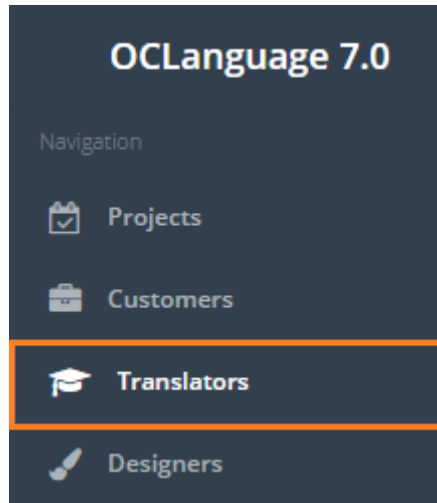 OCLanguage 7.0
Navigation
Projects
Customers
Translators
Designers